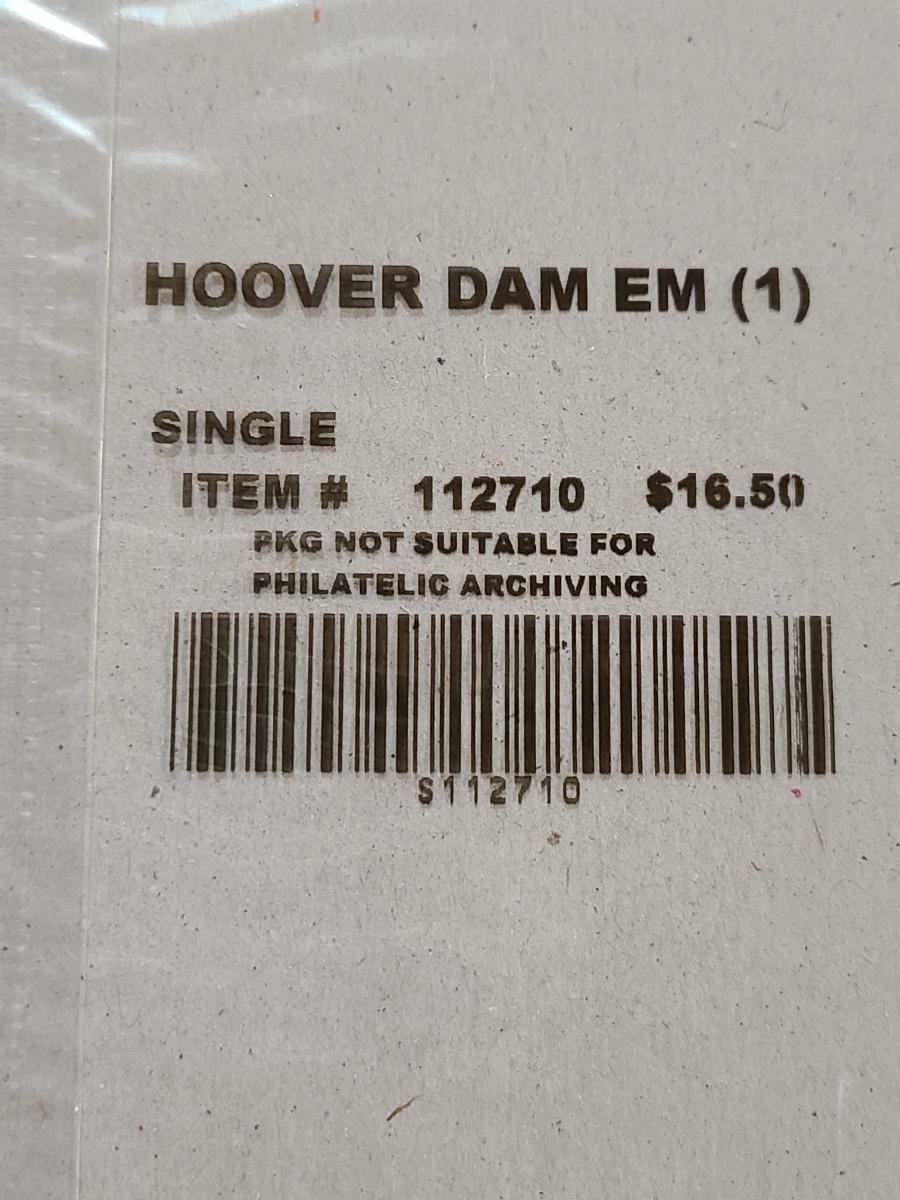 HOOVER DAM EM (1)
SINGLE
ITEM # 112710 $16.50
PKG NOT SUITABLE FOR
PHILATELIC ARCHIVING
S112710